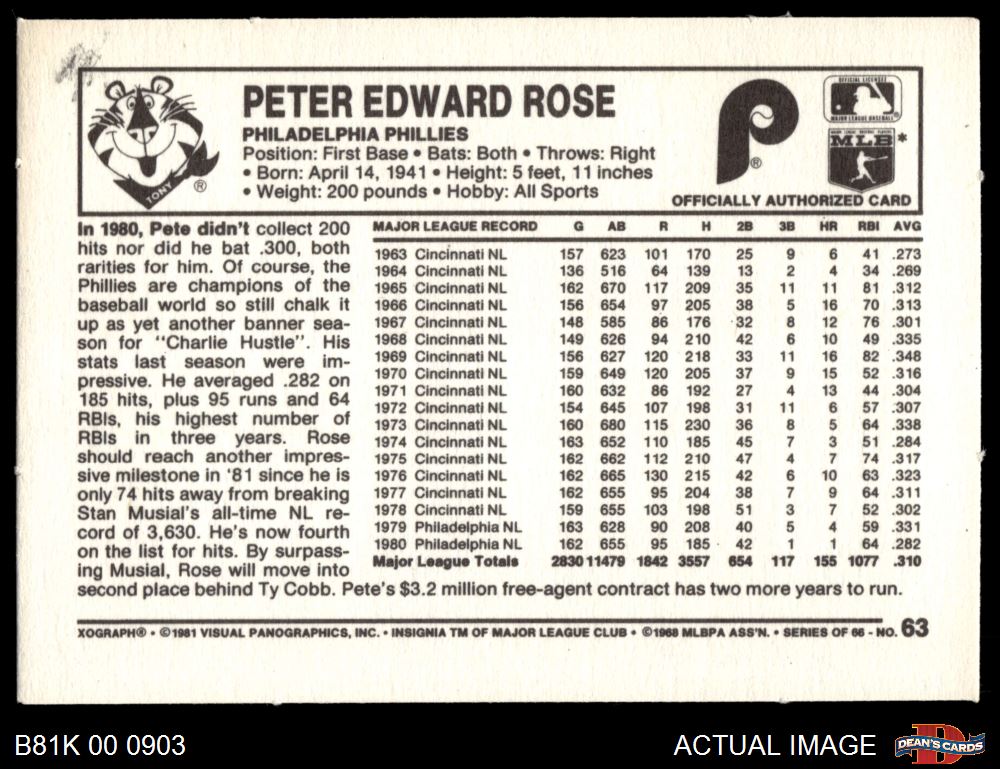 TONY
®
PETER EDWARD ROSE
PHILADELPHIA PHILLIES
Position: First Base • Bats: Both • Throws: Right
• Born: April 14, 1941 • Height: 5 feet, 11 inches
• Weight: 200 pounds • Hobby: All Sports
®
OFFICIAL LICENSEE
MAJOR LEAGUE BASEBALL
MAJOR LEAGUE BASEBALL PLAYERS
MLB *
OFFICIALLY AUTHORIZED CARD
In 1980, Pete didn't collect 200
hits nor did he bat .300, both
rarities for him. Of course, the
Phillies are champions of the
baseball world so still chalk it
up as yet another banner sea-
son for "Charlie Hustle". His
stats last season were im-
pressive. He averaged .282 on
185 hits, plus 95 runs and 64
RBIs, his highest number of
RBIs in three years. Rose
should reach another impres-
sive milestone in '81 since he is
only 74 hits away from breaking
Stan Musial's all-time NL re-
cord of 3,630. He's now fourth
on the list for hits. By surpass-
ing Musial, Rose will move into
second place behind Ty Cobb. Pete's $3.2 million free-agent contract has two more years to run.
MAJOR LEAGUE RECORD G AB R H 2B 3B HR RBI AVG
1963 Cincinnati NL 157 623 101 170 25 9 6 41 .273
1964 Cincinnati NL 136 516 64 139 13 2 4 34 .269
1965 Cincinnati NL 162 670 117 209 35 11 11 81 .312
1966 Cincinnati NL 156 654 97 205 38 5 16 70 .313
1967 Cincinnati NL 148 585 86 176 32 8 12 76 .301
1968 Cincinnati NL 149 626 94 210 42 6 10 49 .335
1969 Cincinnati NL 156 627 120 218 33 11 16 82 .348
1970 Cincinnati NL 159 649 120 205 37 9 15 52 .316
1971 Cincinnati NL 160 632 86 192 27 4 13 44 .304
1972 Cincinnati NL 154 645 107 198 31 11 6 57 .307
1973 Cincinnati NL 160 680 115 230 36 8 5 64 .338
1974 Cincinnati NL 163 652 110 185 45 7 3 51 .284
1975 Cincinnati NL 162 662 112 210 47 4 7 74 .317
1976 Cincinnati NL 162 665 130 215 42 6 10 63 .323
1977 Cincinnati NL 162 655 95 204 38 7 9 64 .311
1978 Cincinnati NL 159 655 103 198 51 3 7 52 .302
1979 Philadelphia NL 163 628 90 208 40 5 4 59 .331
1980 Philadelphia NL 162 655 95 185 42 1 1 64 .282
Major League Totals 2830 11479 1842 3557 654 117 155 1077 .310
XOGRAPH® • ©1981 VISUAL PANOGRAPHICS, INC. • INSIGNIA TM OF MAJOR LEAGUE CLUB • ©1968 MLBPA ASS'N. • SERIES OF 66 - NO. 63
B81K 00 0903
ACTUAL IMAGE
D
DEAN'S CARDS